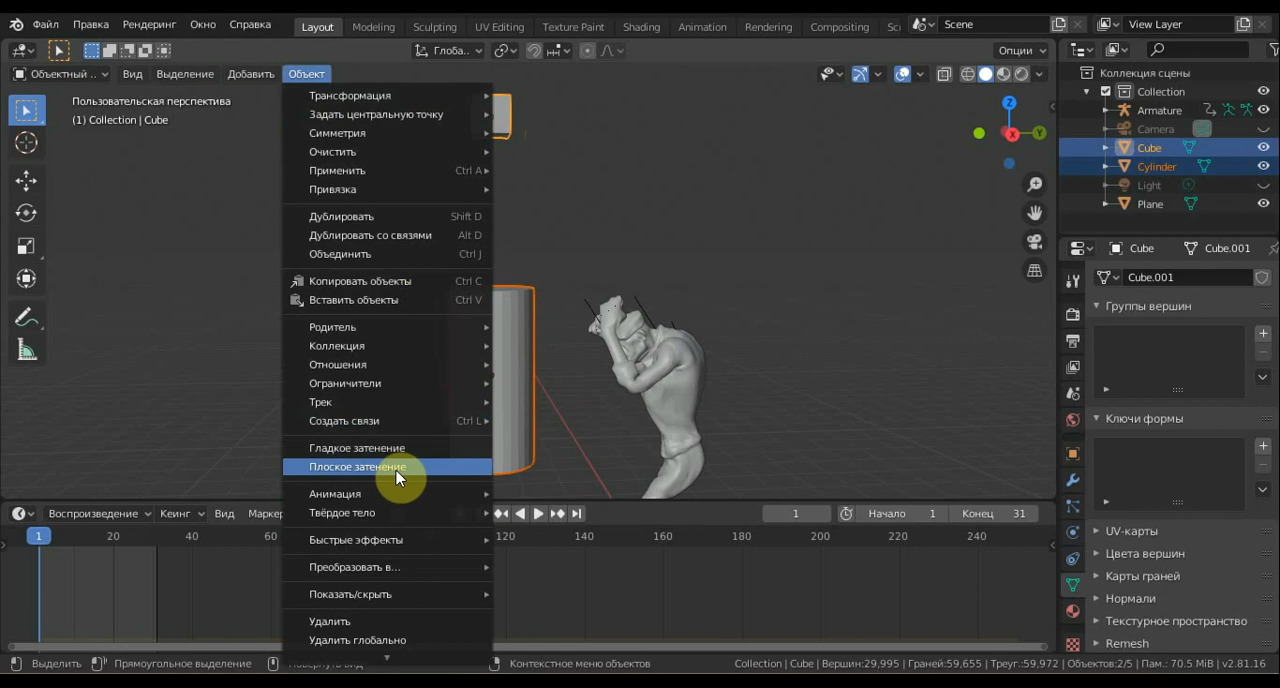 Файл Правка Рендеринг Окно Справка Layout Modeling Sculpting UV Editing Texture Paint Shading Animation Rendering Compositing Sc Scene View Layer
Глоба.. Опции
Объектный .. Вид Выделение Добавить Объект
Пользовательская перспектива
(1) Collection | Cube
Трансформация
Задать центральную точку
Симметрия
Очистить
Применить Ctrl A
Привязка
Дублировать Shift D
Дублировать со связями Alt D
Объединить Ctrl J
Копировать объекты Ctrl C
Вставить объекты Ctrl V
Родитель
Коллекция
Отношения
Ограничители
Трек
Создать связи Ctrl L
Гладкое затенение
Плоское затенение
Анимация
Твёрдое тело
Быстрые эффекты
Преобразовать в...
Показать/скрыть
Удалить
Удалить глобально
Z
X
Y
Коллекция сцены
Collection
Armature
Camera
Cube
Cylinder
Light
Plane
Cube Cube.001
Cube.001
Группы вершин
Ключи формы
UV-карты
Цвета вершин
Карты граней
Нормали
Текстурное пространство
Remesh
Воспроизведение Кеинг Вид Маркер 1 Начало 1 Конец 31
1 20 40 60 120 140 160 180 200 220 240
Выделить Прямоугольное выделение Контекстное меню объектов Collection | Cube | Вершин:29,995 | Граней:59,655 | Треуг.:59,972 | Объектов:2/5 | Пам.: 70.5 MiB | v2.81.16